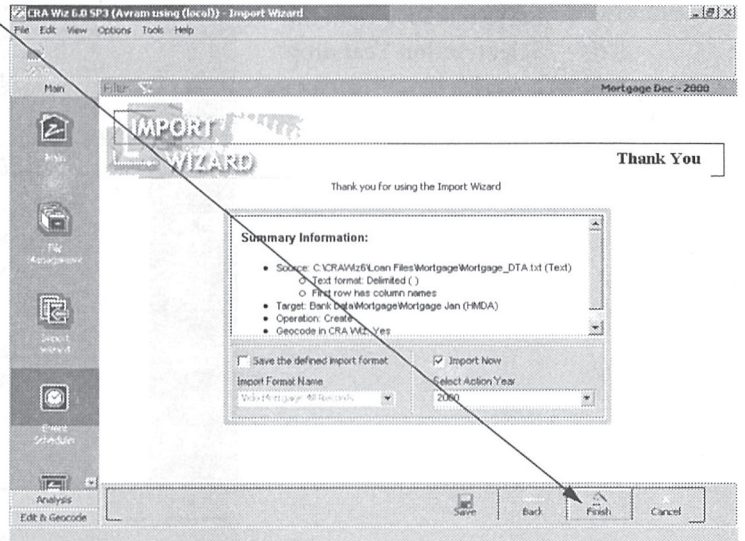 CRA Wiz 6.0 SP3 (Avram using (local)) - Import Wizard
File Edit View Options Tools Help
Main
Filter
Mortgage Dec - 2000
IMPORT
WIZARD
Thank You
Main
Thank you for using the Import Wizard
File Management
Summary Information:
Source: C:\CRAWiz6\Loan Files\Mortgage\Mortgage_DTA.txt (Text)
Text format: Delimited ( )
First row has column names
Target: Bank Data\Mortgage\Mortgage Jan (HMDA)
Operation: Create
Geocode in CRA Wiz: Yes
Import Wizard
Save the defined import format
Import Now
Import Format Name
Select Action Year
2000
Event Scheduler
Analysis
Edit & Geocode
Save
Back
Finish
Cancel